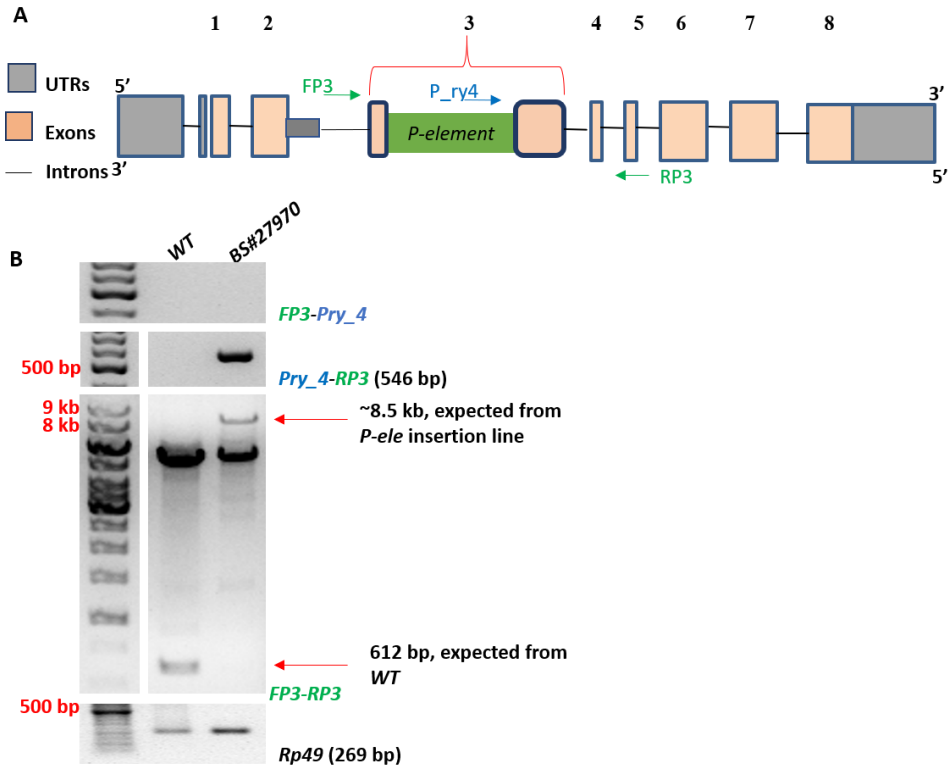 A
1 2 3 4 5 6 7 8
UTRs
Exons
Introns
5’
3’
FP3
P_ry4
P-element
RP3
3’
5’
B
WT
BS#27970
FP3-Pry_4
500 bp
Pry_4-RP3 (546 bp)
9 kb
8 kb
~8.5 kb, expected from
P-ele insertion line
612 bp, expected from
WT
FP3-RP3
500 bp
Rp49 (269 bp)